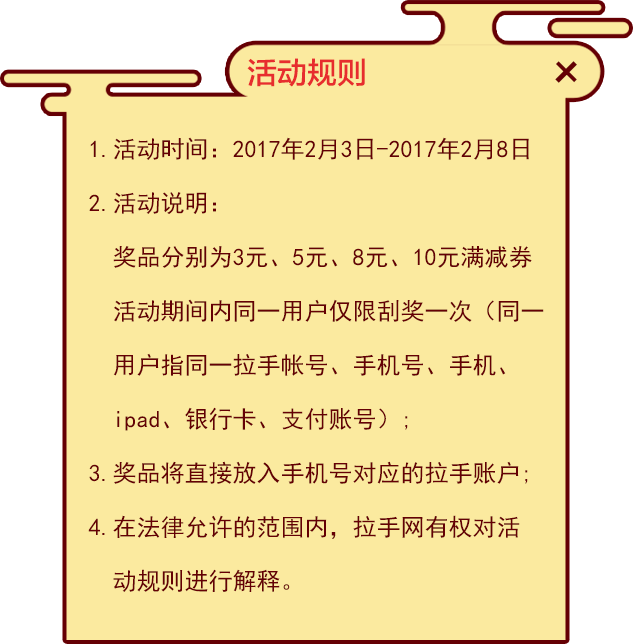 活动规则
1.活动时间：2017年2月3日-2017年2月8日
2.活动说明：
奖品分别为3元、5元、8元、10元满减券
活动期间内同一用户仅限刮奖一次（同一
用户指同一拉手帐号、手机号、手机、
ipad、银行卡、支付账号）;
3.奖品将直接放入手机号对应的拉手账户;
4.在法律允许的范围内，拉手网有权对活
动规则进行解释。